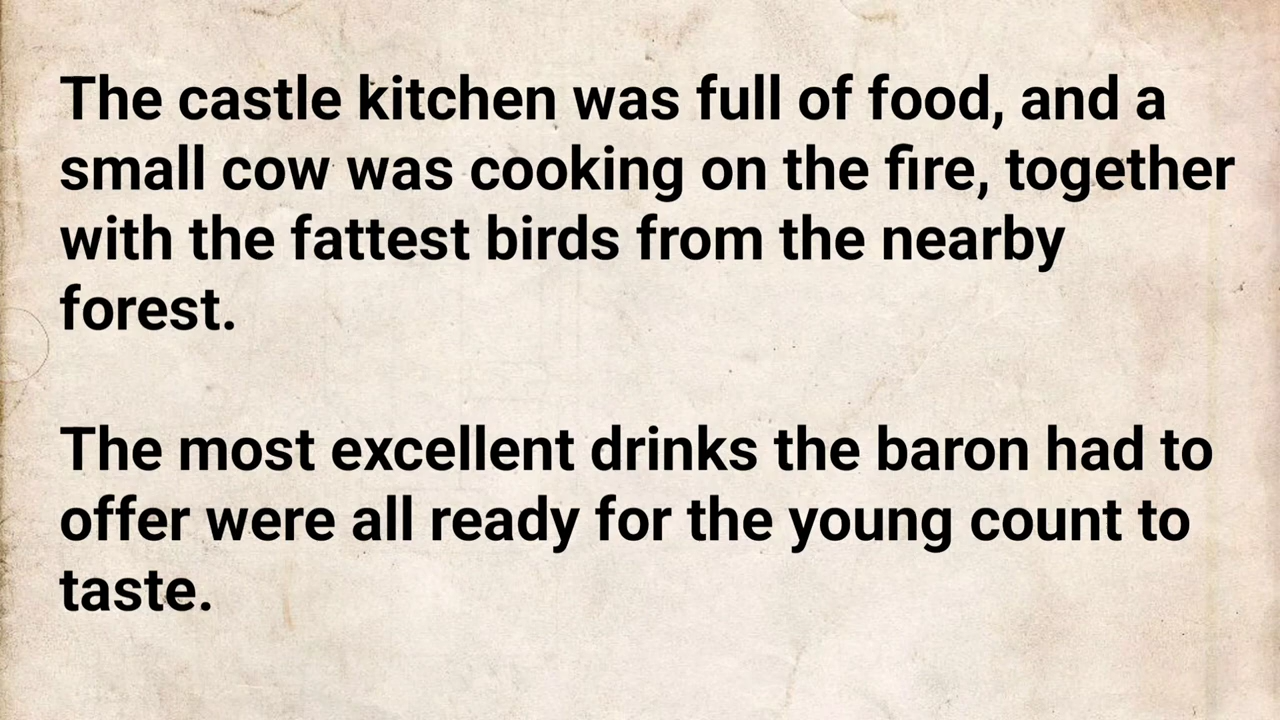 The castle kitchen was full of food, and a
small cow was cooking on the fire, together
with the fattest birds from the nearby
forest.
The most excellent drinks the baron had to
offer were all ready for the young count to
taste.